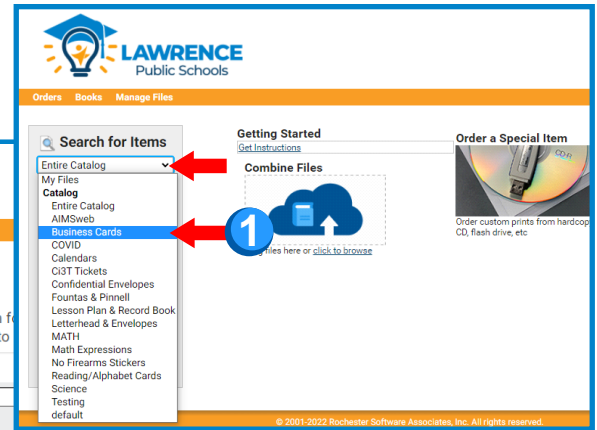 LAWRENCE
Public Schools
Orders Books Manage Files
Search for Items
Entire Catalog
My Files
Catalog
Entire Catalog
AIMSweb
Business Cards
COVID
Calendars
Ci3T Tickets
Confidential Envelopes
Fountas & Pinnell
Lesson Plan & Record Book
Letterhead & Envelopes
MATH
Math Expressions
No Firearms Stickers
Reading/Alphabet Cards
Science
Testing
default
Getting Started
Get Instructions
Combine Files
1
files here or click to browse
Order a Special Item
CD-R
Order custom prints from hardcop
CD, flash drive, etc
to
© 2001-2022 Rochester Software Associates, Inc. All rights reserved.